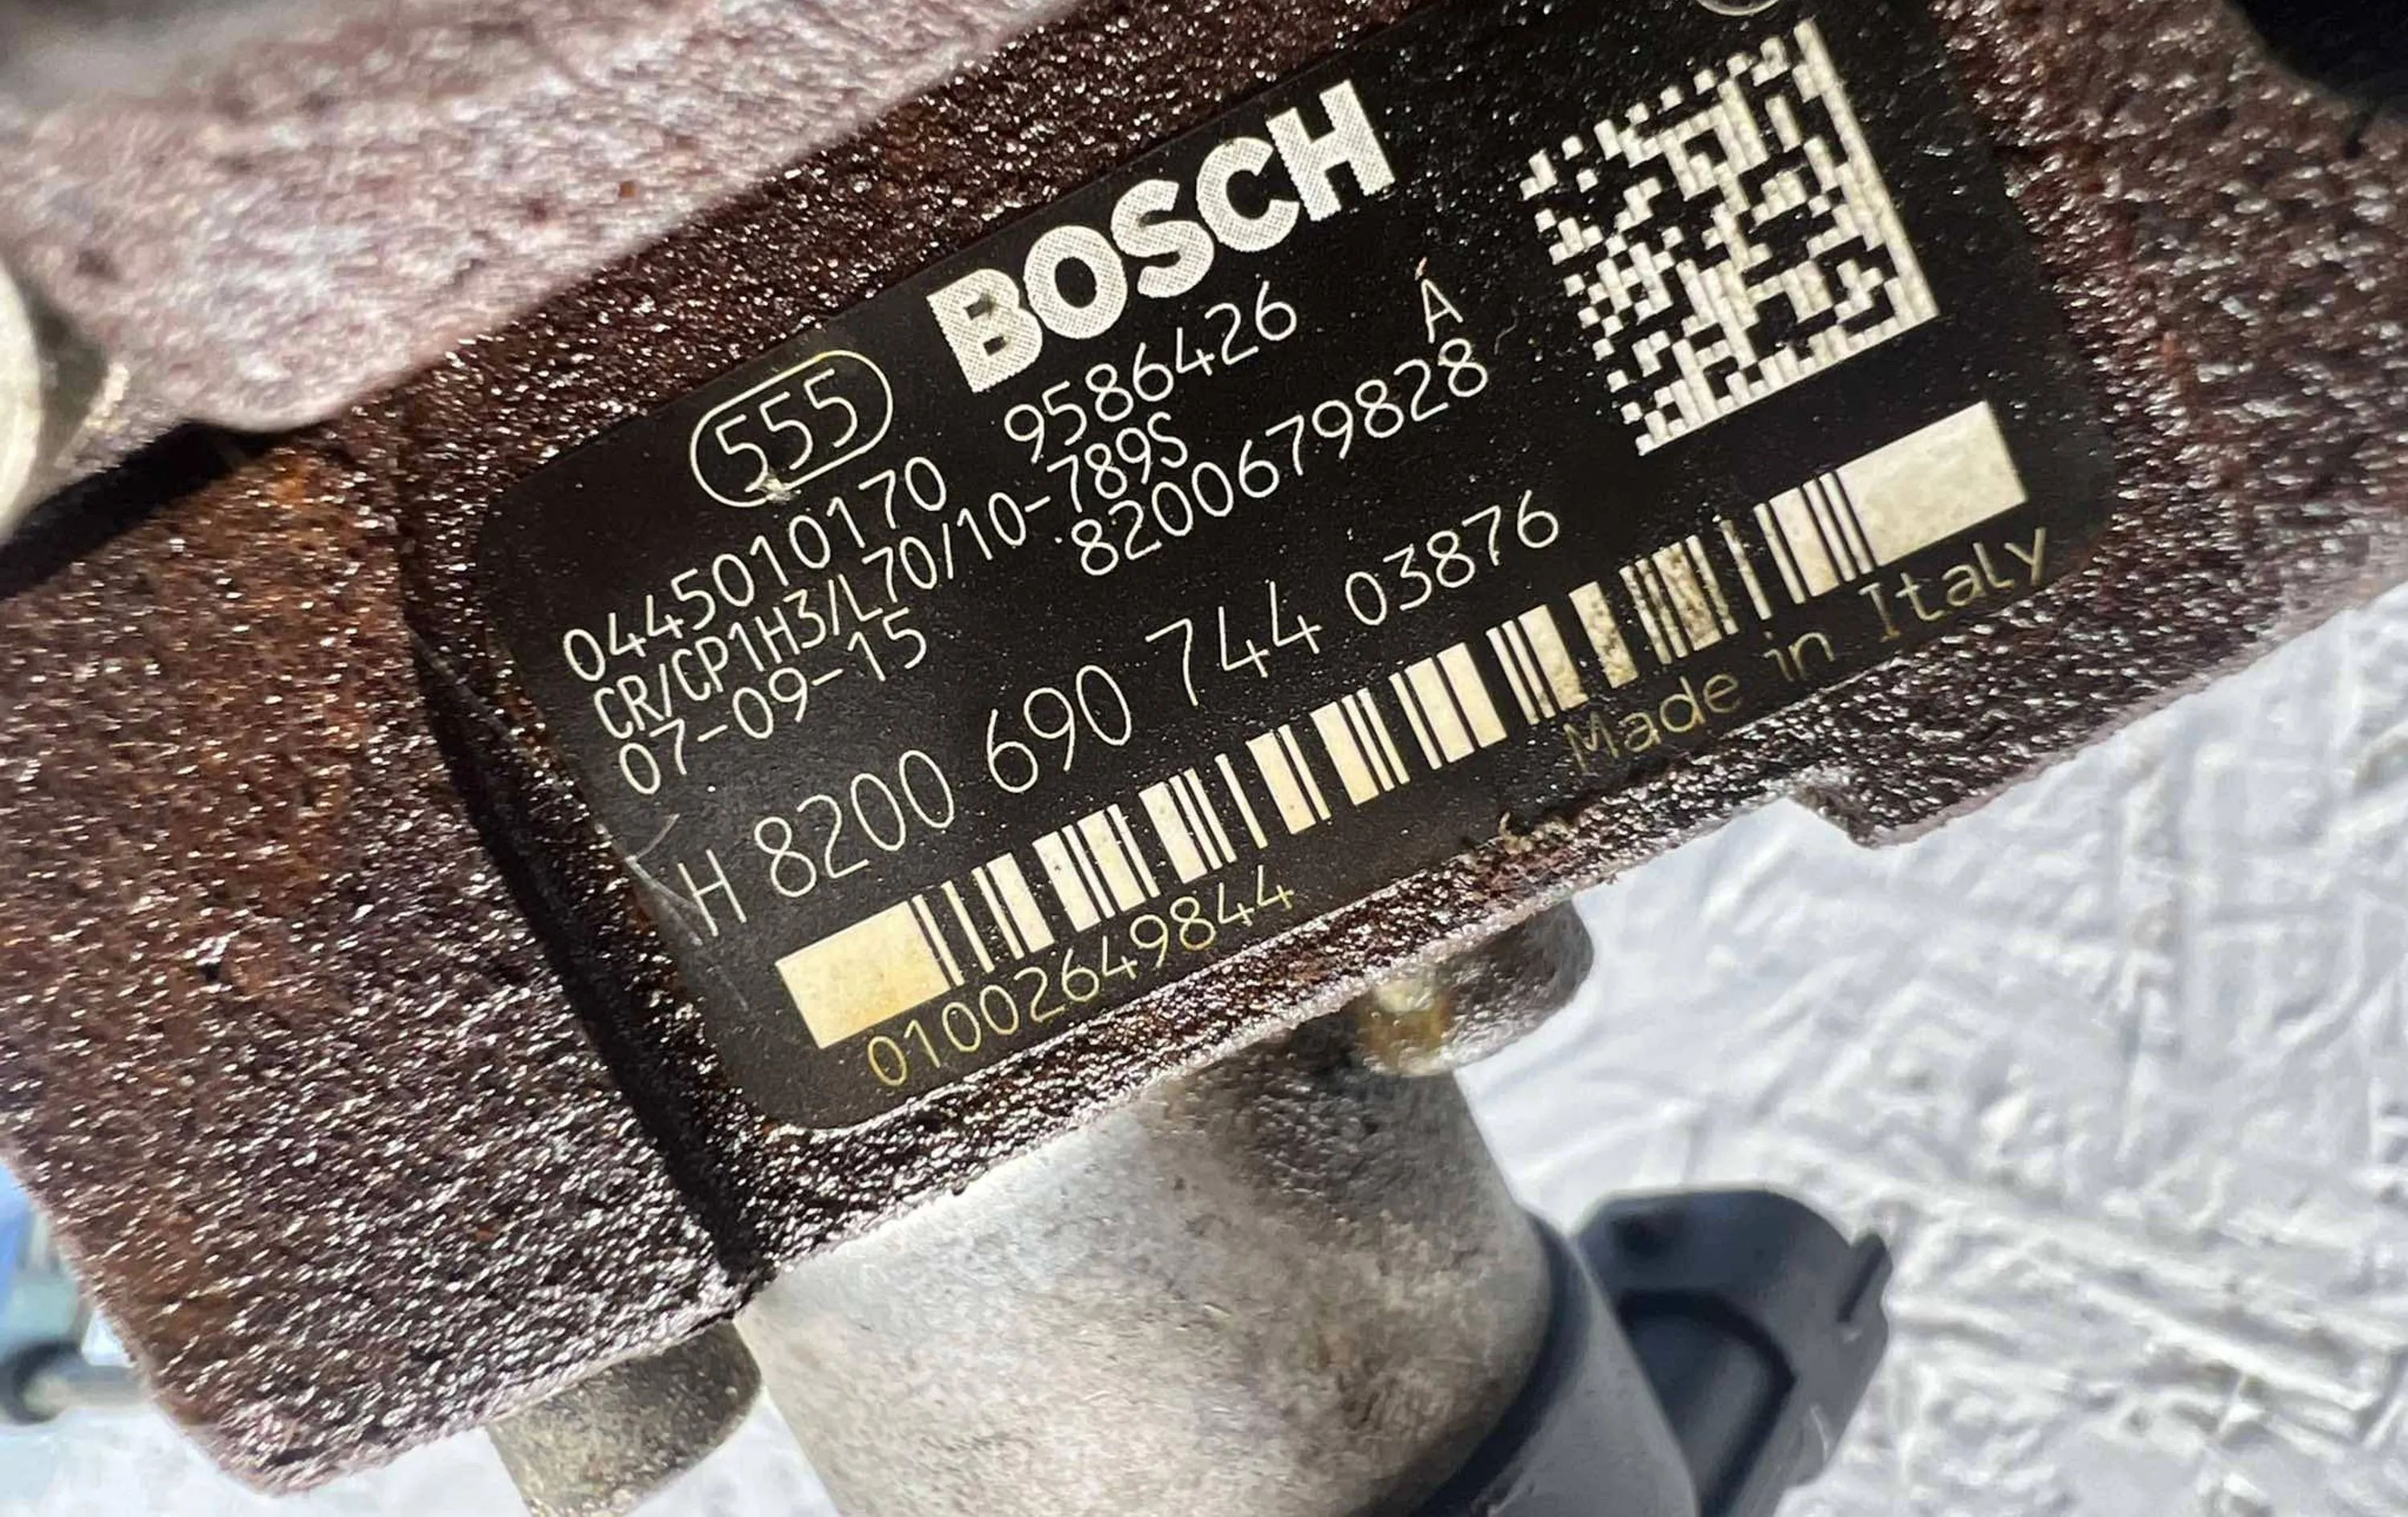 BOSCH
555
0445010170 9586426
CR/CP1H3/L70/10-789S A
07-09-15 8200679828
H 8200 690 744 03876
01002649844 Made in Italy